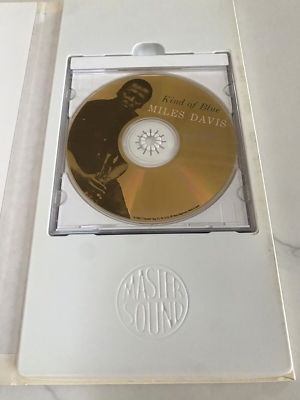 Kind of Blue
MILES DAVIS
MASTER
SOUND